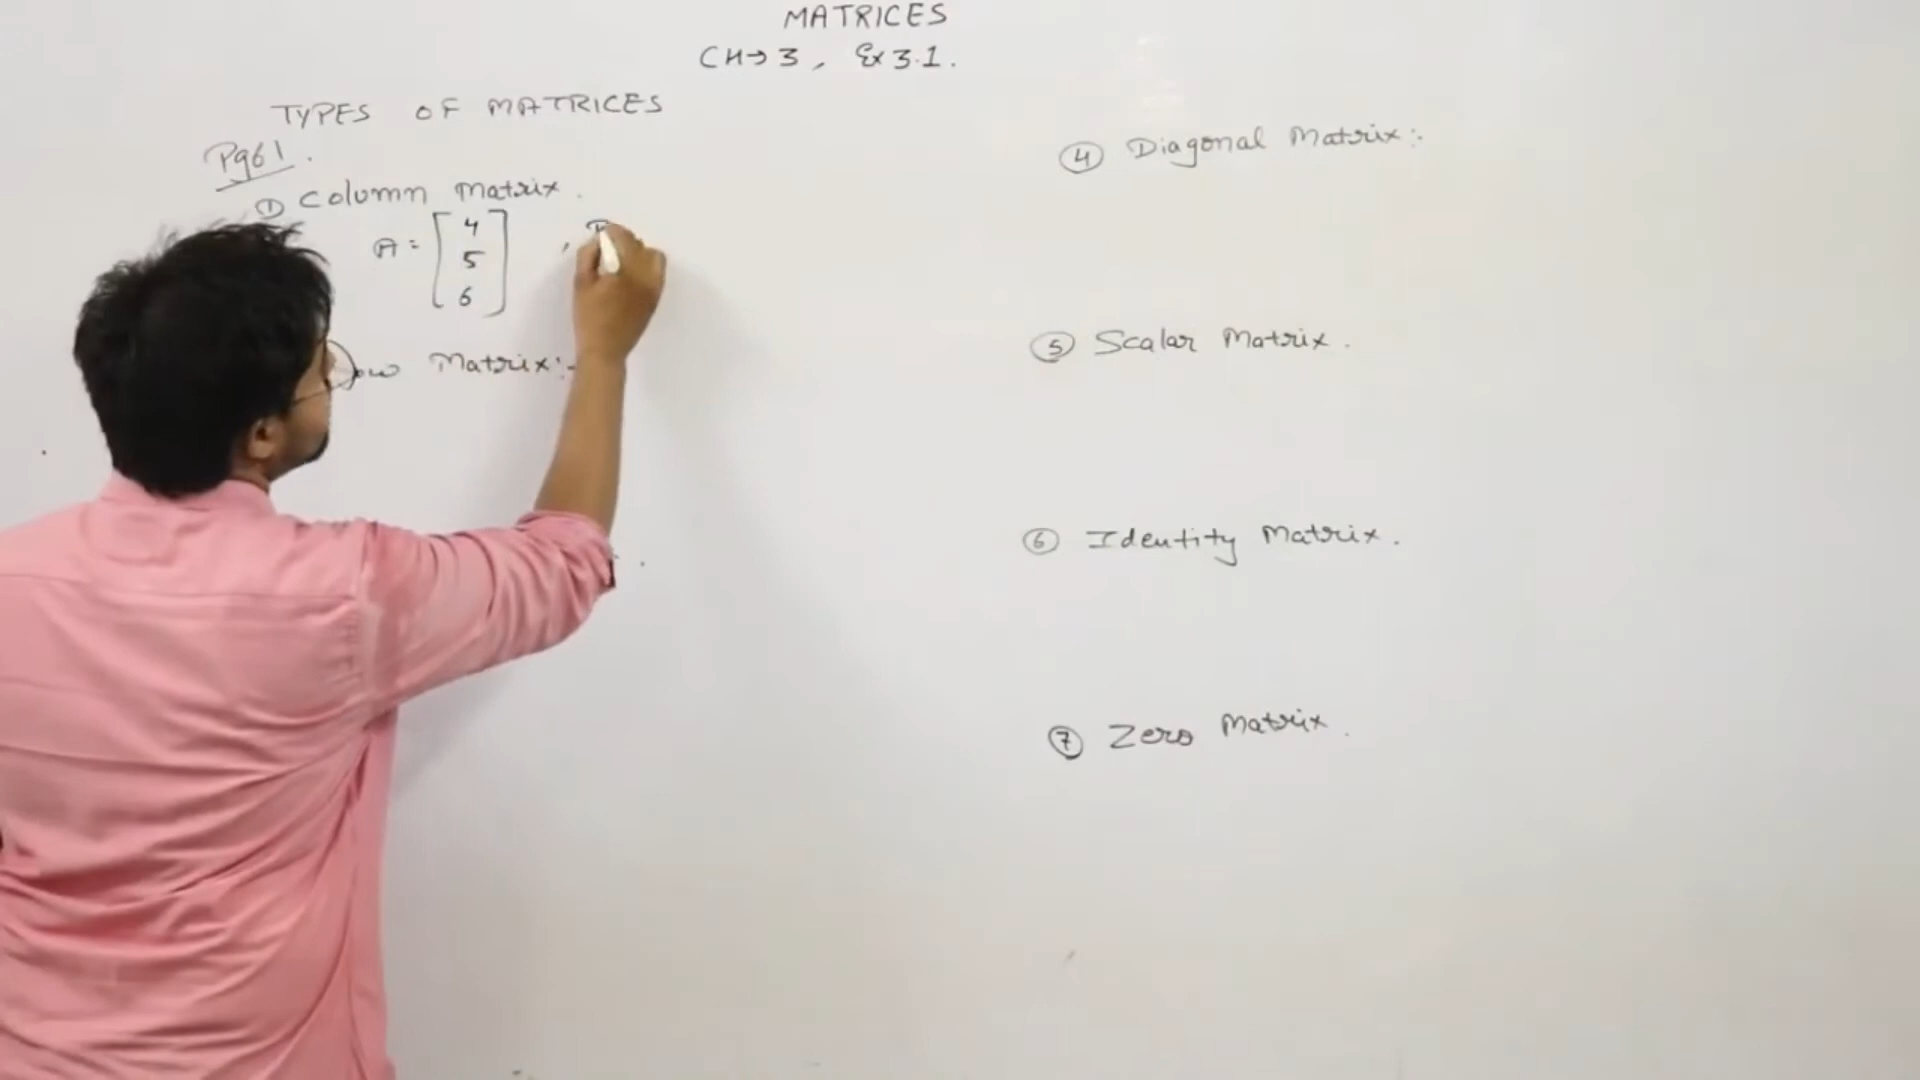 MATRICES
CH→3, Ex 3.1.
TYPES OF MATRICES
Pg61.
① Column Matrix.
A = [4
5
6] ,
Matrix:-
④ Diagonal Matrix:-
⑤ Scalar Matrix.
⑥ Identity Matrix.
⑦ Zero Matrix.